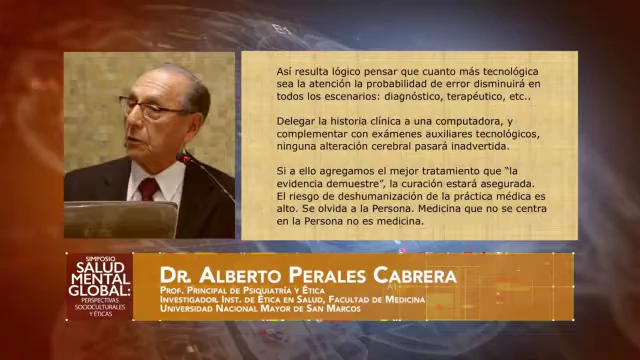 Así resulta lógico pensar que cuanto más tecnológica
sea la atención la probabilidad de error disminuirá en
todos los escenarios: diagnóstico, terapéutico, etc..
Delegar la historia clínica a una computadora, y
complementar con exámenes auxiliares tecnológicos,
ninguna alteración cerebral pasará inadvertida.
Si a ello agregamos el mejor tratamiento que “la
evidencia demuestre”, la curación estará asegurada.
El riesgo de deshumanización de la práctica médica es
alto. Se olvida a la Persona. Medicina que no se centra
en la Persona no es medicina.
SIMPOSIO
SALUD
MENTAL
GLOBAL:
PERSPECTIVAS
SOCIOCULTURALES
Y ÉTICAS
DR. ALBERTO PERALES CABRERA
PROF. PRINCIPAL DE PSIQUIATRÍA Y ÉTICA
INVESTIGADOR. INST. DE ÉTICA EN SALUD, FACULTAD DE MEDICINA
UNIVERSIDAD NACIONAL MAYOR DE SAN MARCOS